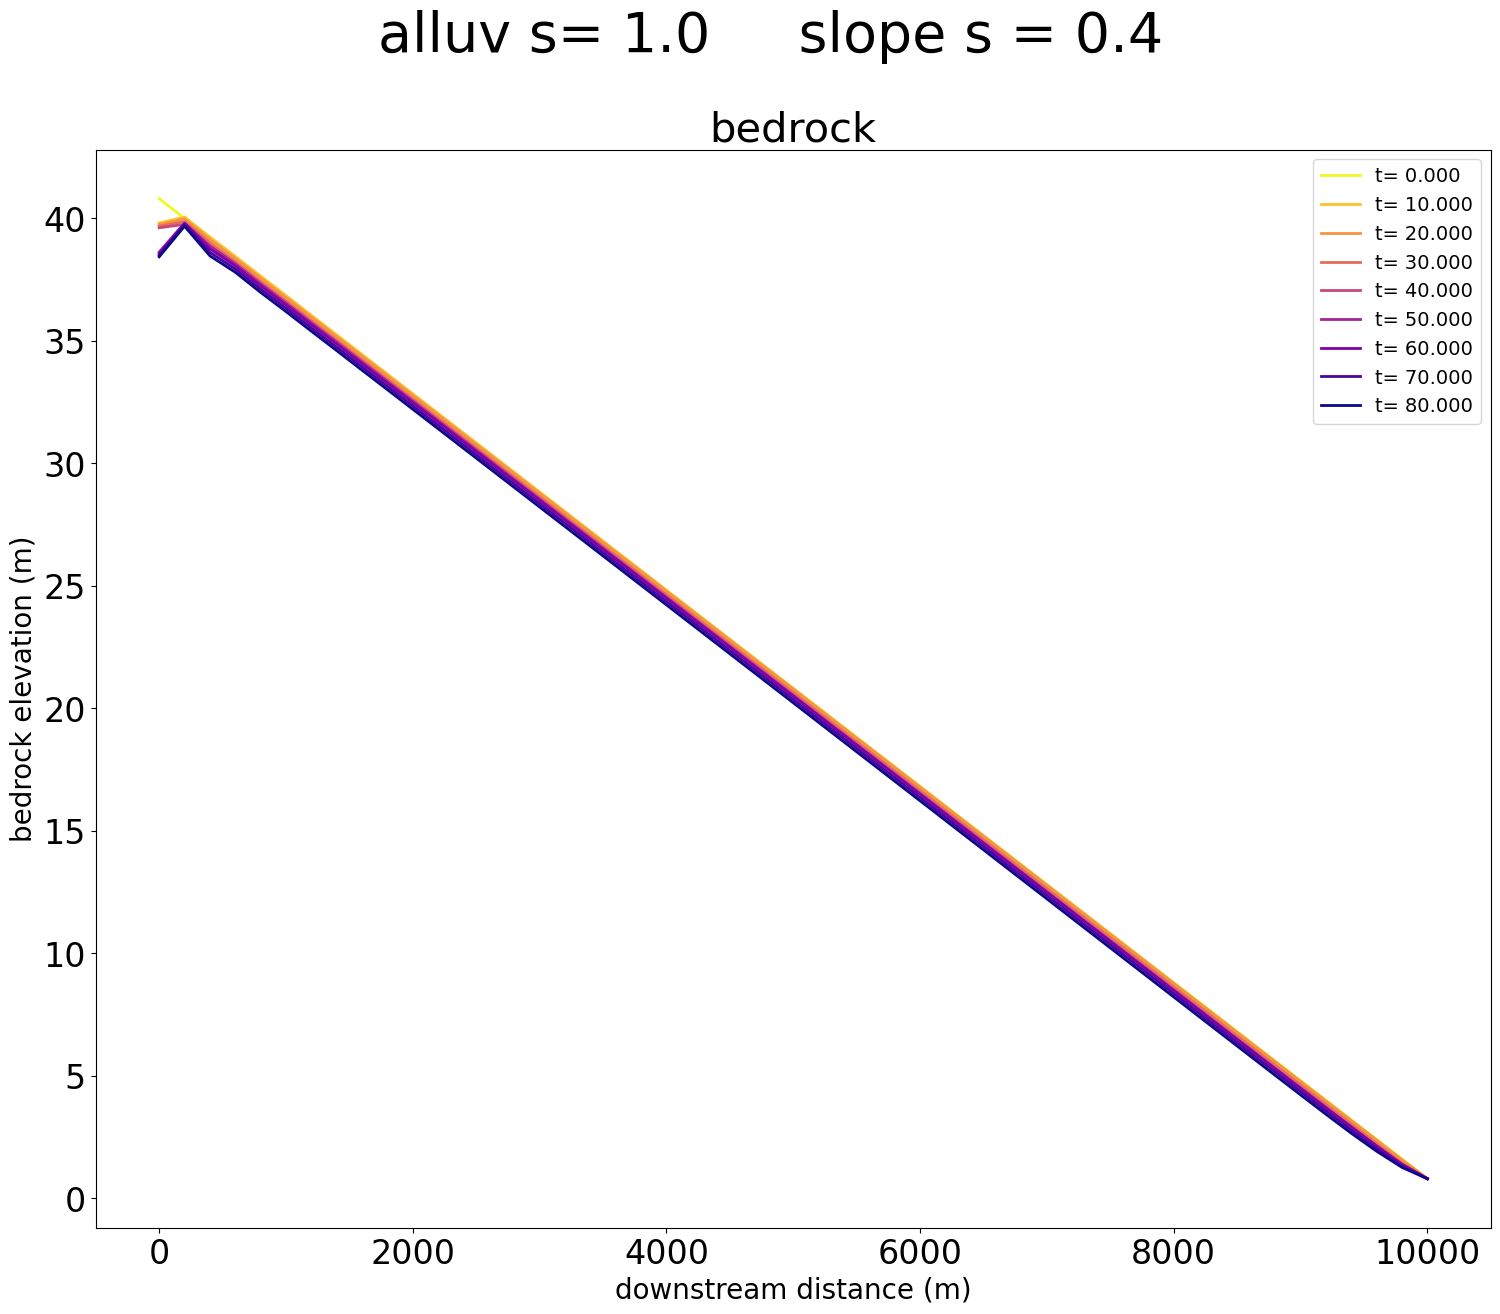 alluv s= 1.0 slope s = 0.4
bedrock
t= 0.000
t= 10.000
t= 20.000
t= 30.000
t= 40.000
t= 50.000
t= 60.000
t= 70.000
t= 80.000
bedrock elevation (m)
40
35
30
25
20
15
10
5
0
0 2000 4000 6000 8000 10000
downstream distance (m)